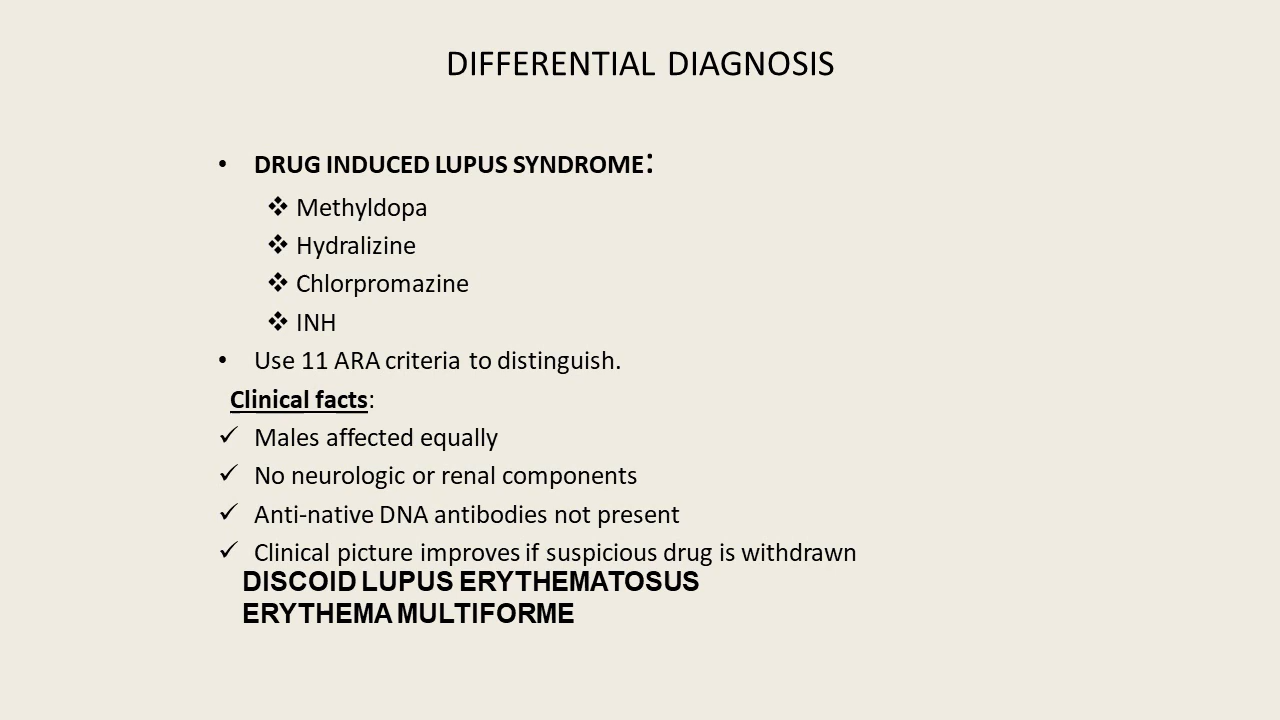 DIFFERENTIAL DIAGNOSIS
• DRUG INDUCED LUPUS SYNDROME:
❖ Methyldopa
❖ Hydralizine
❖ Chlorpromazine
❖ INH
• Use 11 ARA criteria to distinguish.
Clinical facts:
✓ Males affected equally
✓ No neurologic or renal components
✓ Anti-native DNA antibodies not present
✓ Clinical picture improves if suspicious drug is withdrawn
DISCOID LUPUS ERYTHEMATOSUS
ERYTHEMA MULTIFORME